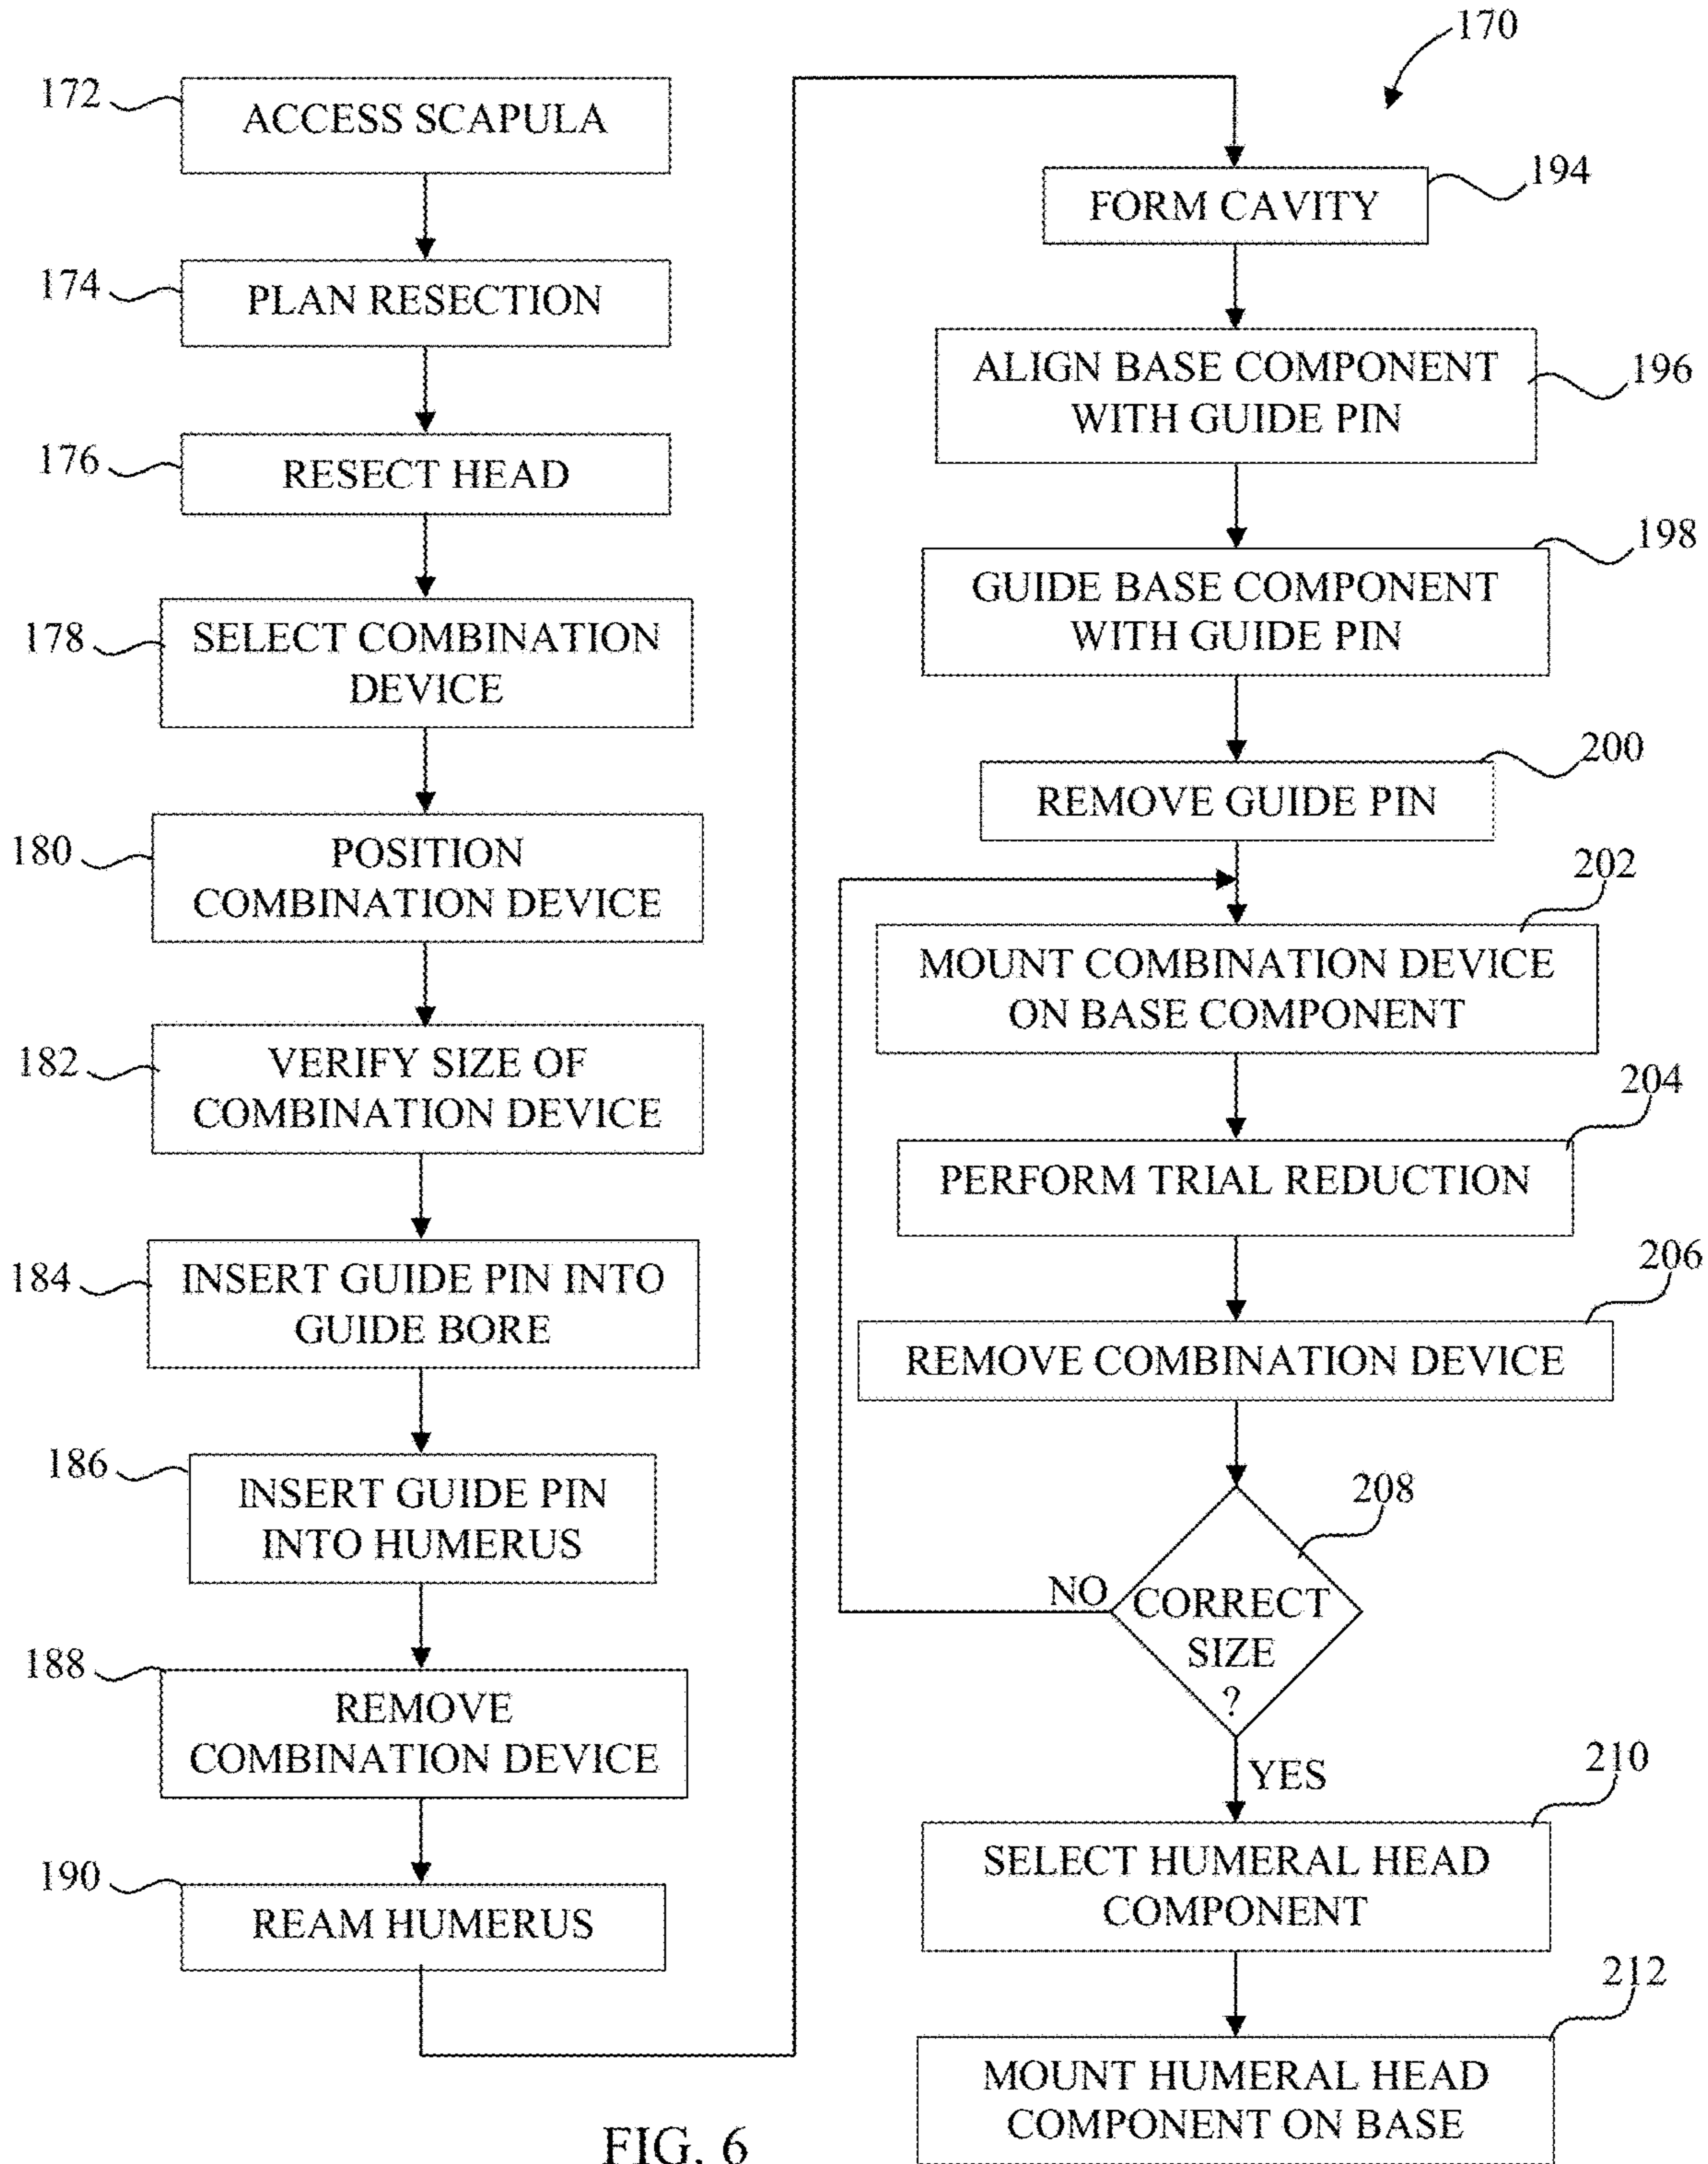 170
172
ACCESS SCAPULA
174
PLAN RESECTION
176
RESECT HEAD
178
SELECT COMBINATION
DEVICE
180
POSITION
COMBINATION DEVICE
182
VERIFY SIZE OF
COMBINATION DEVICE
184
INSERT GUIDE PIN INTO
GUIDE BORE
186
INSERT GUIDE PIN
INTO HUMERUS
188
REMOVE
COMBINATION DEVICE
190
REAM HUMERUS
194
FORM CAVITY
196
ALIGN BASE COMPONENT
WITH GUIDE PIN
198
GUIDE BASE COMPONENT
WITH GUIDE PIN
200
REMOVE GUIDE PIN
202
MOUNT COMBINATION DEVICE
ON BASE COMPONENT
204
PERFORM TRIAL REDUCTION
206
REMOVE COMBINATION DEVICE
208
NO
CORRECT
SIZE
?
YES
210
SELECT HUMERAL HEAD
COMPONENT
212
MOUNT HUMERAL HEAD
COMPONENT ON BASE
FIG. 6